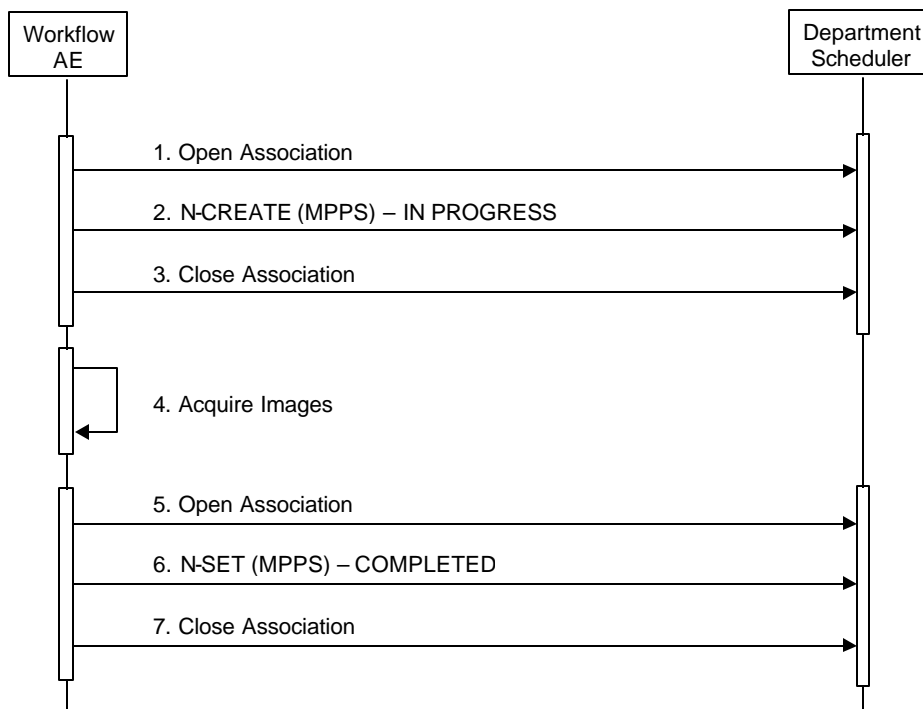 Workflow
AE
Department
Scheduler
1. Open Association
2. N-CREATE (MPPS) – IN PROGRESS
3. Close Association
4. Acquire Images
5. Open Association
6. N-SET (MPPS) – COMPLETED
7. Close Association